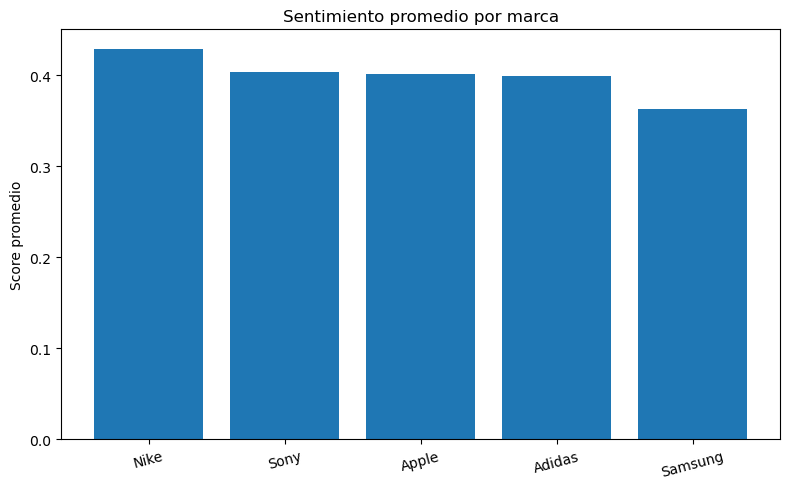 Sentimiento promedio por marca
Score promedio
0.4
0.3
0.2
0.1
0.0
Nike
Sony
Apple
Adidas
Samsung